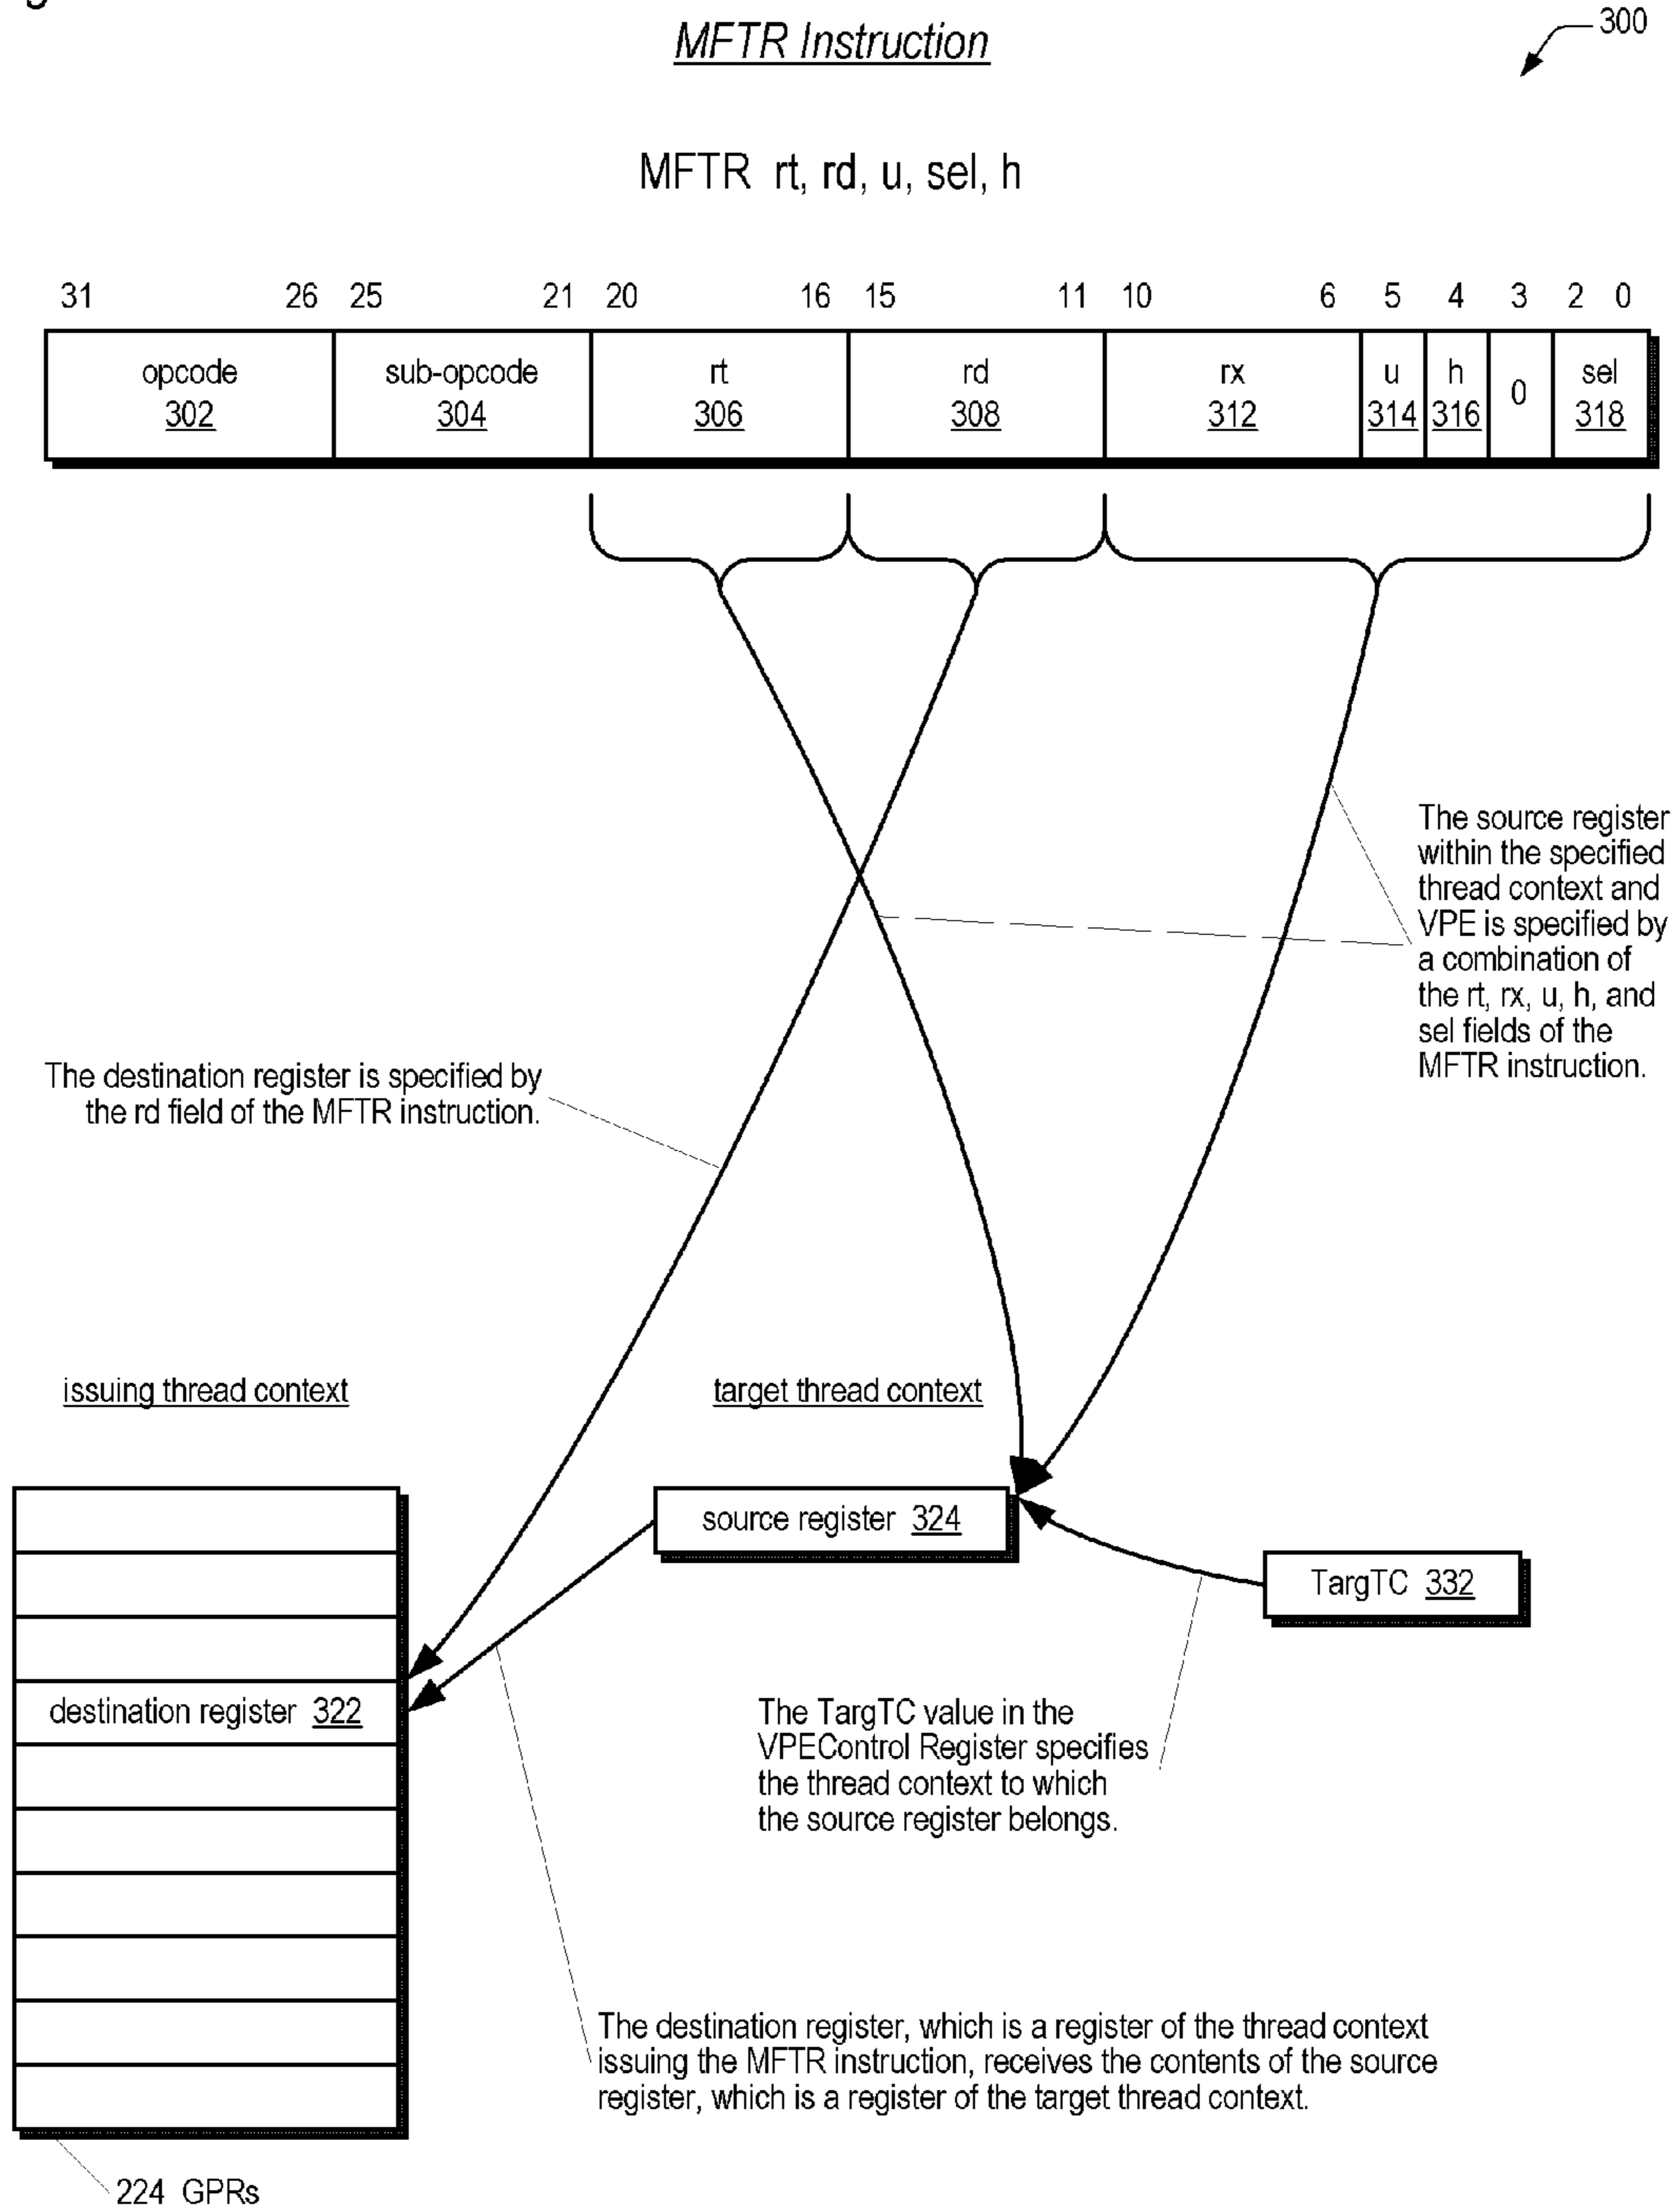 MFTR Instruction
300
MFTR rt, rd, u, sel, h
31 26 25 21 20 16 15 11 10 6 5 4 3 2 0
opcode sub-opcode rt rd rx u h 0 sel
302 304 306 308 312 314 316 318
The source register
within the specified
thread context and
VPE is specified by
a combination of
the rt, rx, u, h, and
sel fields of the
MFTR instruction.
The destination register is specified by
the rd field of the MFTR instruction.
issuing thread context
target thread context
source register 324
TargTC 332
destination register 322
The TargTC value in the
VPEControl Register specifies
the thread context to which
the source register belongs.
The destination register, which is a register of the thread context
issuing the MFTR instruction, receives the contents of the source
register, which is a register of the target thread context.
224 GPRs